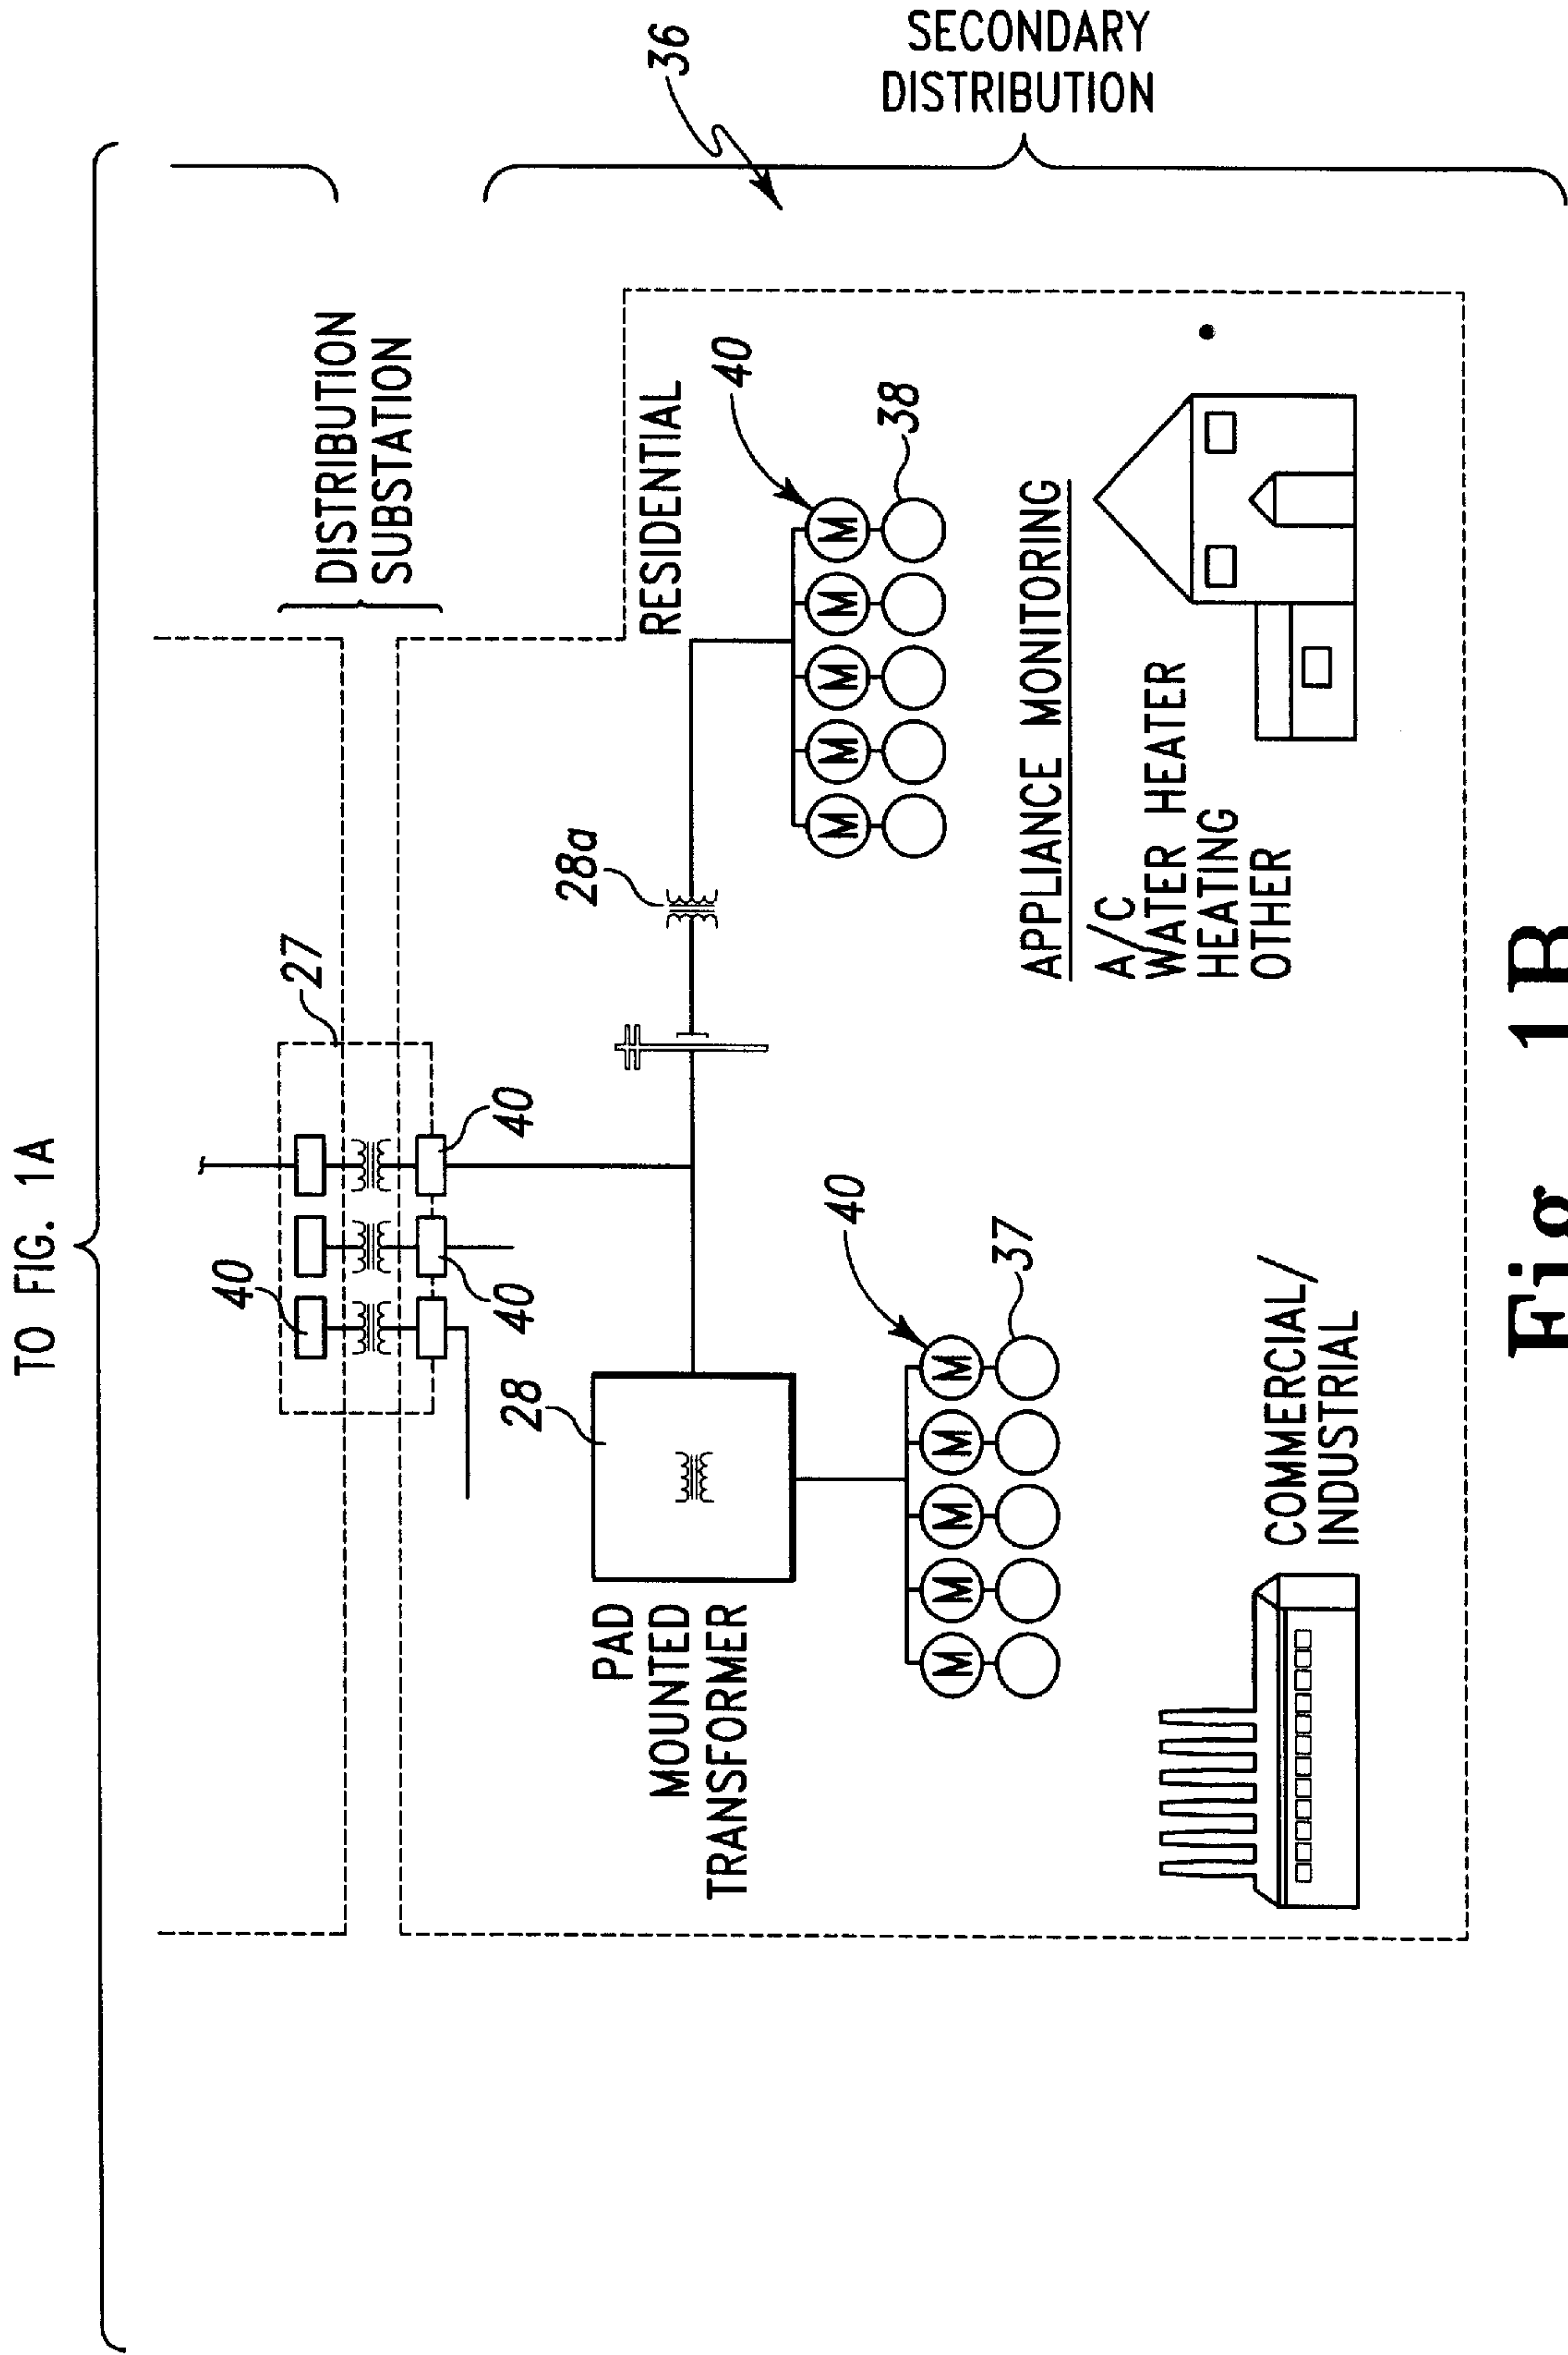 TO FIG. 1A
SECONDARY
DISTRIBUTION
36
DISTRIBUTION
SUBSTATION
27
40
40
40
28
PAD
MOUNTED
TRANSFORMER
28a
RESIDENTIAL
40
M M M M M
38
40
M M M M M
37
APPLIANCE MONITORING
A/C
WATER HEATER
HEATING
OTHER
COMMERCIAL/
INDUSTRIAL
Fig. 1B